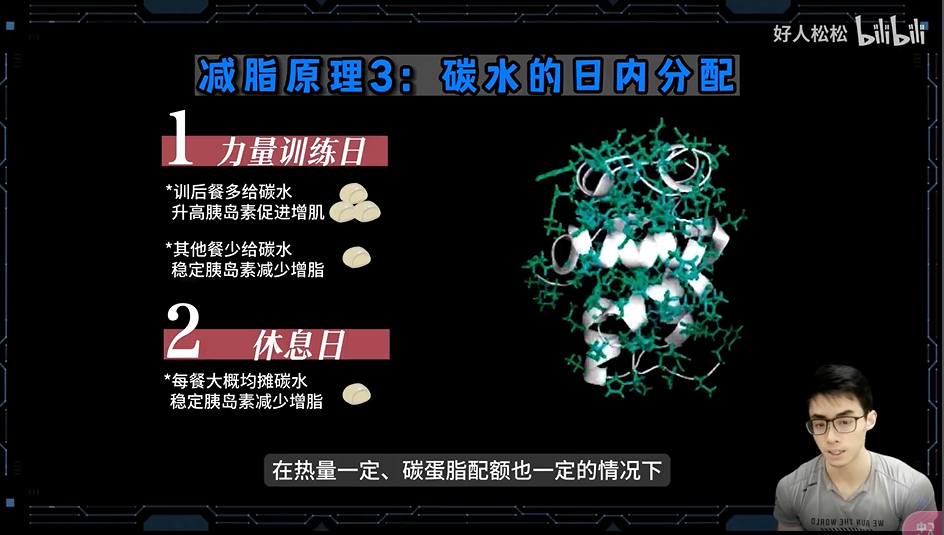 好人松松 bilibili
减脂原理3：碳水的日内分配
1 力量训练日
*训后餐多给碳水
升高胰岛素促进增肌
*其他餐少给碳水
稳定胰岛素减少增脂
2 休息日
*每餐大概均摊碳水
稳定胰岛素减少增脂
在热量一定、碳蛋脂配额也一定的情况下
WE RUN THE WORLD